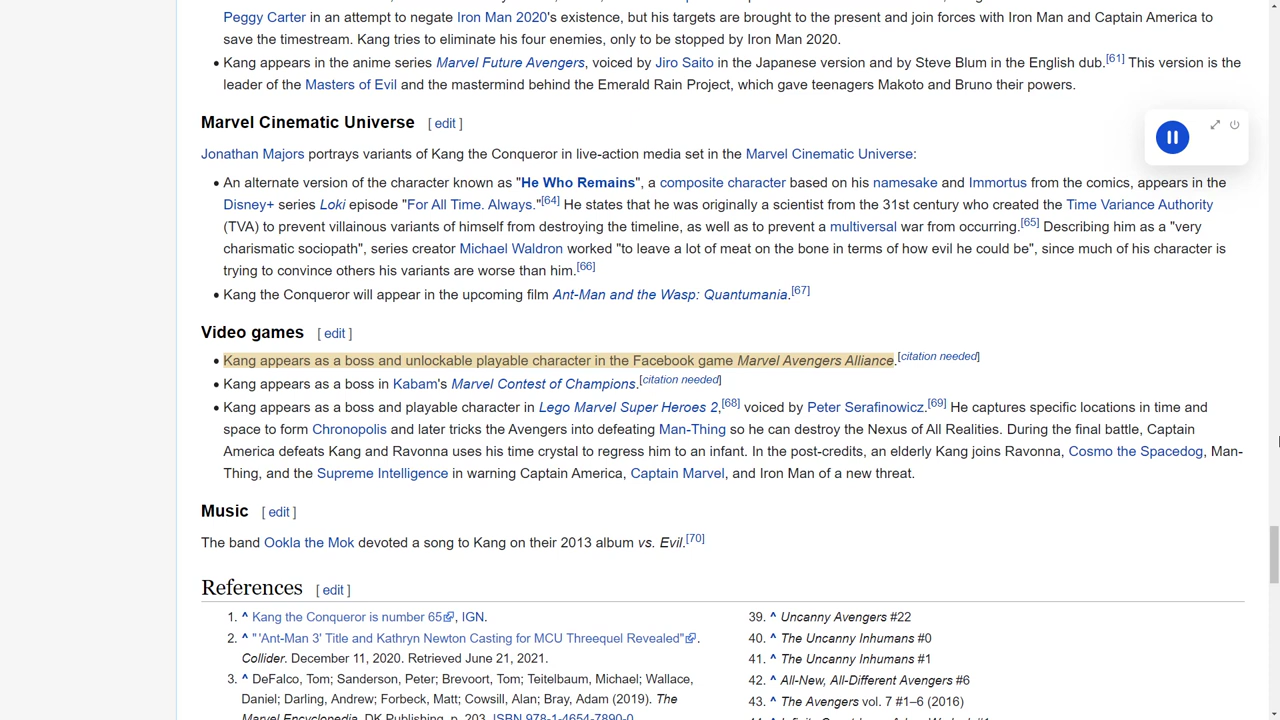 Peggy Carter in an attempt to negate Iron Man 2020's existence, but his targets are brought to the present and join forces with Iron Man and Captain America to
save the timestream. Kang tries to eliminate his four enemies, only to be stopped by Iron Man 2020.
• Kang appears in the anime series Marvel Future Avengers, voiced by Jiro Saito in the Japanese version and by Steve Blum in the English dub.[61] This version is the
leader of the Masters of Evil and the mastermind behind the Emerald Rain Project, which gave teenagers Makoto and Bruno their powers.
Marvel Cinematic Universe [ edit ]
Jonathan Majors portrays variants of Kang the Conqueror in live-action media set in the Marvel Cinematic Universe:
• An alternate version of the character known as "He Who Remains", a composite character based on his namesake and Immortus from the comics, appears in the
Disney+ series Loki episode "For All Time. Always."[64] He states that he was originally a scientist from the 31st century who created the Time Variance Authority
(TVA) to prevent villainous variants of himself from destroying the timeline, as well as to prevent a multiversal war from occurring.[65] Describing him as a "very
charismatic sociopath", series creator Michael Waldron worked "to leave a lot of meat on the bone in terms of how evil he could be", since much of his character is
trying to convince others his variants are worse than him.[66]
• Kang the Conqueror will appear in the upcoming film Ant-Man and the Wasp: Quantumania.[67]
Video games [ edit ]
• Kang appears as a boss and unlockable playable character in the Facebook game Marvel Avengers Alliance.[citation needed]
• Kang appears as a boss in Kabam's Marvel Contest of Champions.[citation needed]
• Kang appears as a boss and playable character in Lego Marvel Super Heroes 2,[68] voiced by Peter Serafinowicz.[69] He captures specific locations in time and
space to form Chronopolis and later tricks the Avengers into defeating Man-Thing so he can destroy the Nexus of All Realities. During the final battle, Captain
America defeats Kang and Ravonna uses his time crystal to regress him to an infant. In the post-credits, an elderly Kang joins Ravonna, Cosmo the Spacedog, Man-
Thing, and the Supreme Intelligence in warning Captain America, Captain Marvel, and Iron Man of a new threat.
Music [ edit ]
The band Ookla the Mok devoted a song to Kang on their 2013 album vs. Evil.[70]
References [ edit ]
1. ^ Kang the Conqueror is number 65, IGN.
2. ^ "'Ant-Man 3' Title and Kathryn Newton Casting for MCU Threequel Revealed".
Collider. December 11, 2020. Retrieved June 21, 2021.
3. ^ DeFalco, Tom; Sanderson, Peter; Brevoort, Tom; Teitelbaum, Michael; Wallace,
Daniel; Darling, Andrew; Forbeck, Matt; Cowsill, Alan; Bray, Adam (2019). The
Marvel Encyclopedia. DK Publishing. p. 203. ISBN 978-1-4654-7890-0.
39. ^ Uncanny Avengers #22
40. ^ The Uncanny Inhumans #0
41. ^ The Uncanny Inhumans #1
42. ^ All-New, All-Different Avengers #6
43. ^ The Avengers vol. 7 #1–6 (2016)